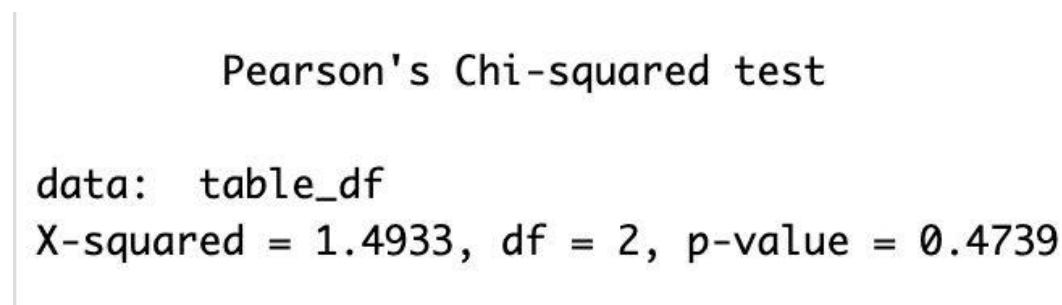 Pearson's Chi-squared test
data: table_df
X-squared = 1.4933, df = 2, p-value = 0.4739